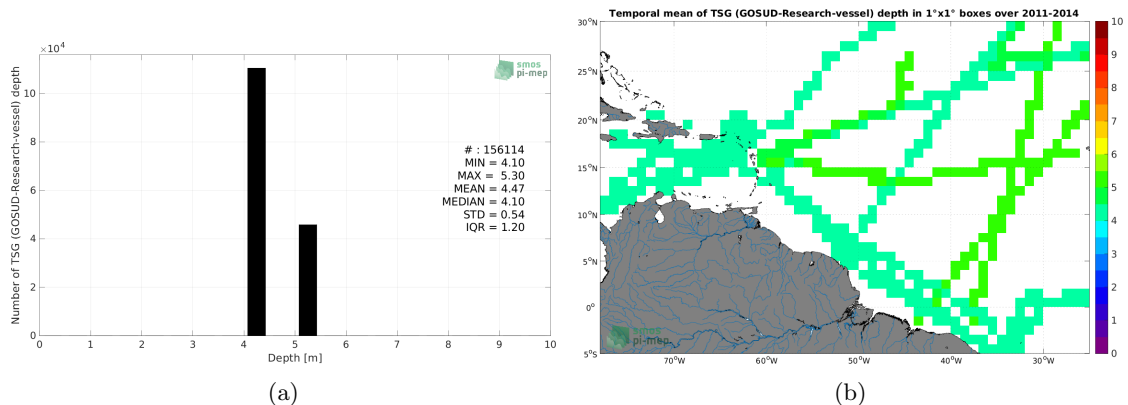 ×10⁴
10
8
6
4
2
0
Number of TSG (GOSUD-Research-vessel) depth
smos
pi-mep
# : 156114
MIN = 4.10
MAX = 5.30
MEAN = 4.47
MEDIAN = 4.10
STD = 0.54
IQR = 1.20
0 1 2 3 4 5 6 7 8 9 10
Depth [m]
(a)
Temporal mean of TSG (GOSUD-Research-vessel) depth in 1°x1° boxes over 2011-2014
30°N
25°N
20°N
15°N
10°N
5°N
0°
5°S
70°W 60°W 50°W 40°W 30°W
smos
pi-mep
10
9
8
7
6
5
4
3
2
1
0
(b)